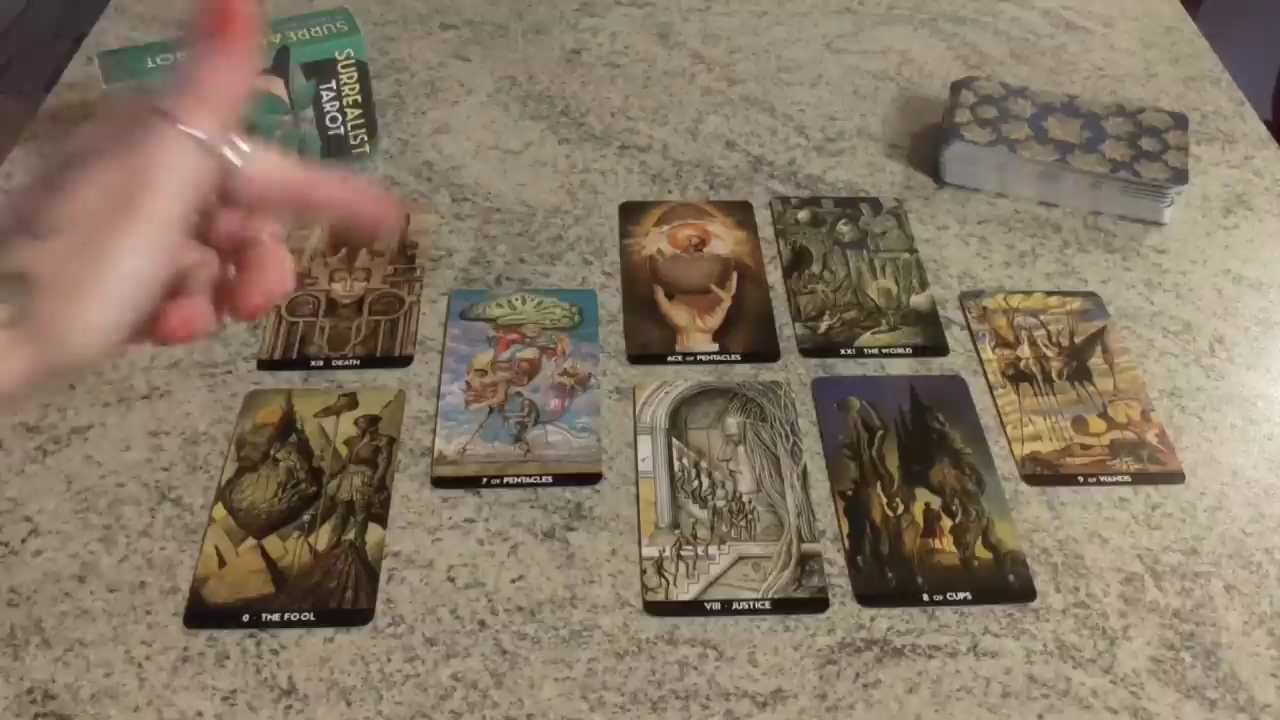 SURREALIST
TAROT
XIII DEATH
ACE OF PENTACLES
XXI THE WORLD
7 OF PENTACLES
9 OF WANDS
0 · THE FOOL
VIII · JUSTICE
8 OF CUPS